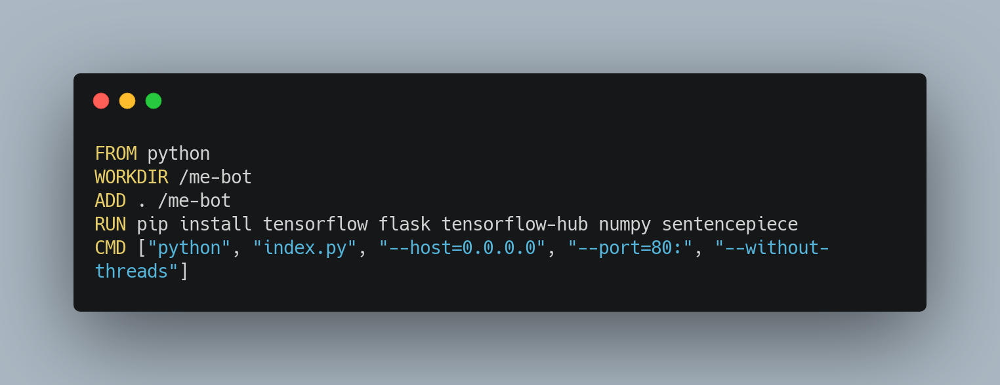 FROM python
WORKDIR /me-bot
ADD . /me-bot
RUN pip install tensorflow flask tensorflow-hub numpy sentencepiece
CMD ["python", "index.py", "--host=0.0.0.0", "--port=80:", "--without-
threads"]